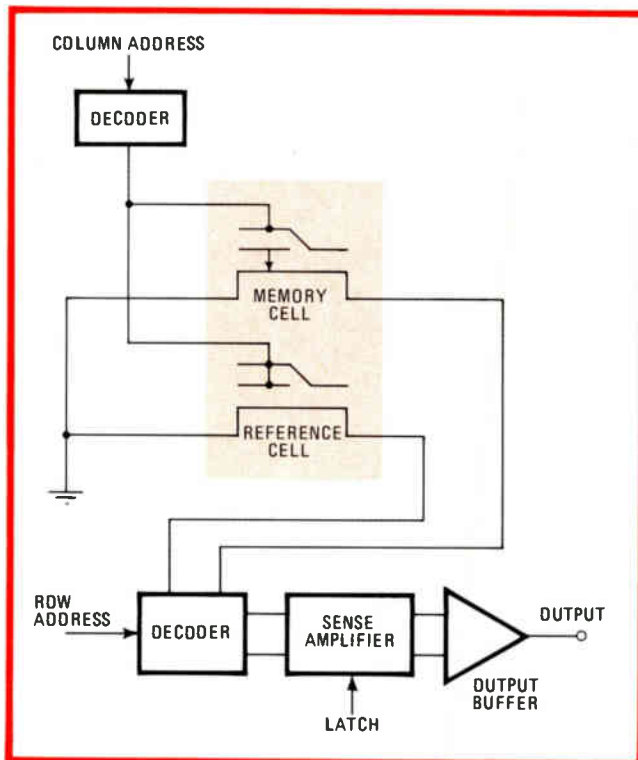 COLUMN ADDRESS
DECODER
MEMORY
CELL
REFERENCE
CELL
ROW
ADDRESS
DECODER
SENSE
AMPLIFIER
OUTPUT
OUTPUT
BUFFER
LATCH